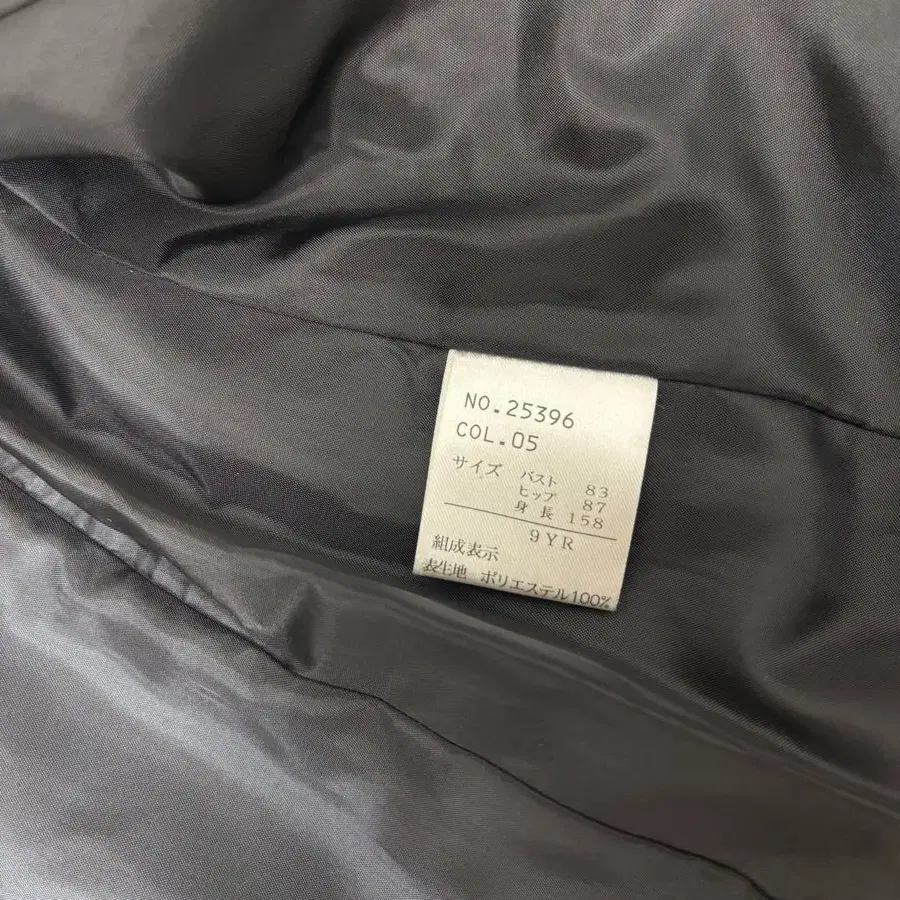 NO.25396
COL.05
サイズ バスト 83
ヒップ 87
身長 158
9YR
組成表示
表生地 ポリエステル100%